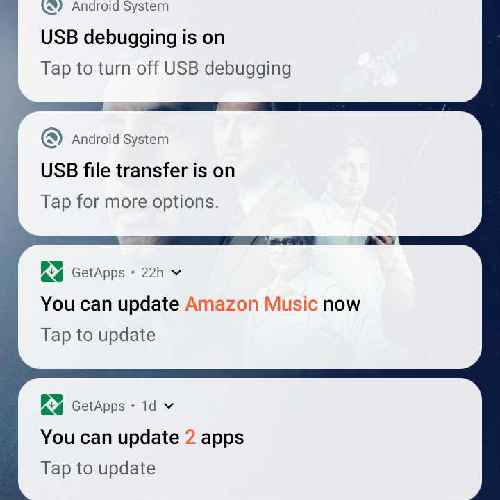 Android System
USB debugging is on
Tap to turn off USB debugging
Android System
USB file transfer is on
Tap for more options.
GetApps • 22h
You can update Amazon Music now
Tap to update
GetApps • 1d
You can update 2 apps
Tap to update